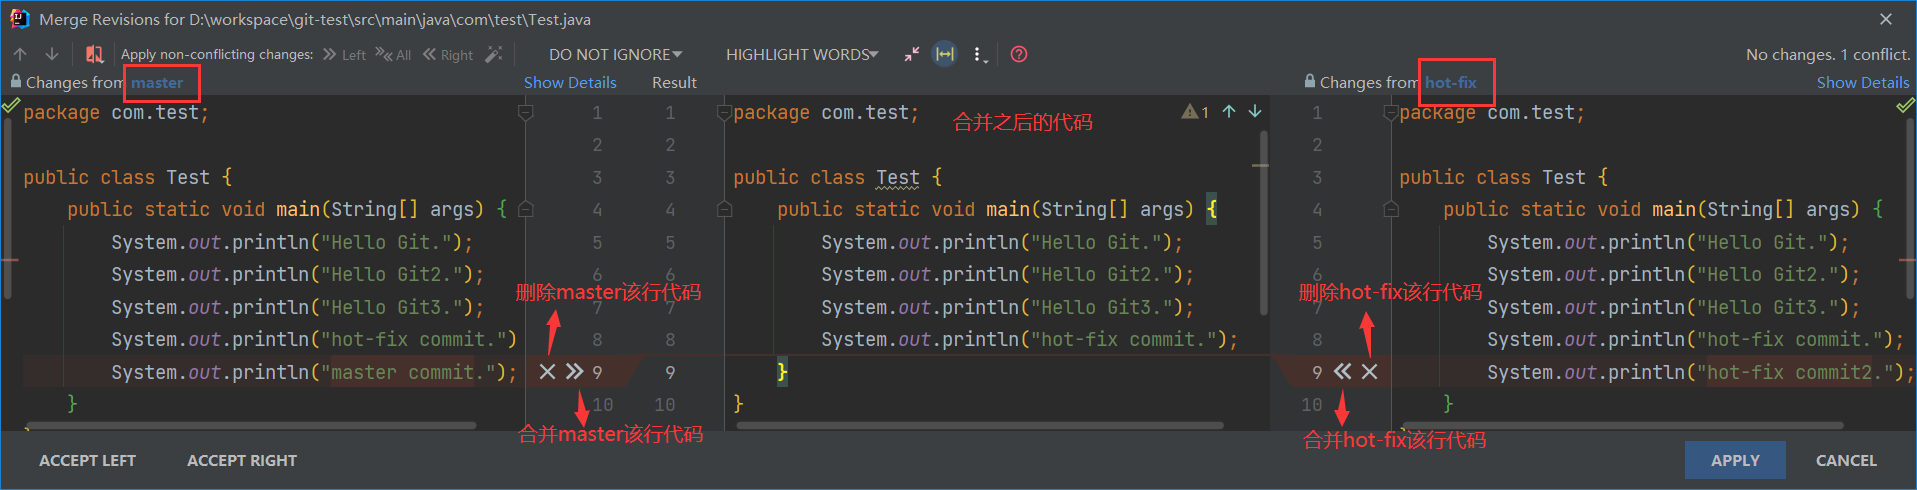 Merge Revisions for D:\workspace\git-test\src\main\java\com\test\Test.java
Apply non-conflicting changes: Left All Right DO NOT IGNORE HIGHLIGHT WORDS No changes. 1 conflict.
Changes from master Show Details Result Changes from hot-fix Show Details
package com.test;
public class Test {
public static void main(String[] args) {
System.out.println("Hello Git.");
System.out.println("Hello Git2.");
System.out.println("Hello Git3.");
System.out.println("hot-fix commit.")
System.out.println("master commit.");
}
删除master该行代码
合并master该行代码
1
2
3
4
5
6
7
8
9
10
1
2
3
4
5
6
7
8
9
10
package com.test;
合并之后的代码
1
public class Test {
public static void main(String[] args) {
System.out.println("Hello Git.");
System.out.println("Hello Git2.");
System.out.println("Hello Git3.");
System.out.println("hot-fix commit.");
}
}
删除hot-fix该行代码
合并hot-fix该行代码
1
2
3
4
5
6
7
8
9
10
package com.test;
public class Test {
public static void main(String[] args) {
System.out.println("Hello Git.");
System.out.println("Hello Git2.");
System.out.println("Hello Git3.");
System.out.println("hot-fix commit.");
System.out.println("hot-fix commit2.");
}
ACCEPT LEFT ACCEPT RIGHT APPLY CANCEL